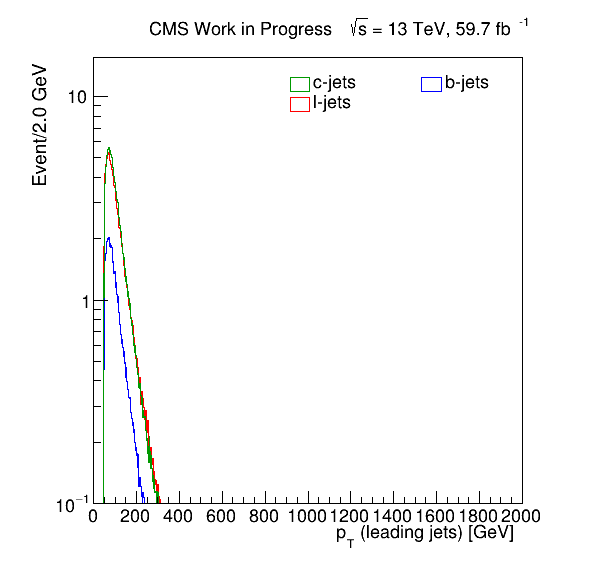 CMS Work in Progress √s = 13 TeV, 59.7 fb⁻¹
c-jets b-jets
l-jets
Event/2.0 GeV
10
1
10⁻¹
0 200 400 600 800 1000 1200 1400 1600 1800 2000
p_T (leading jets) [GeV]